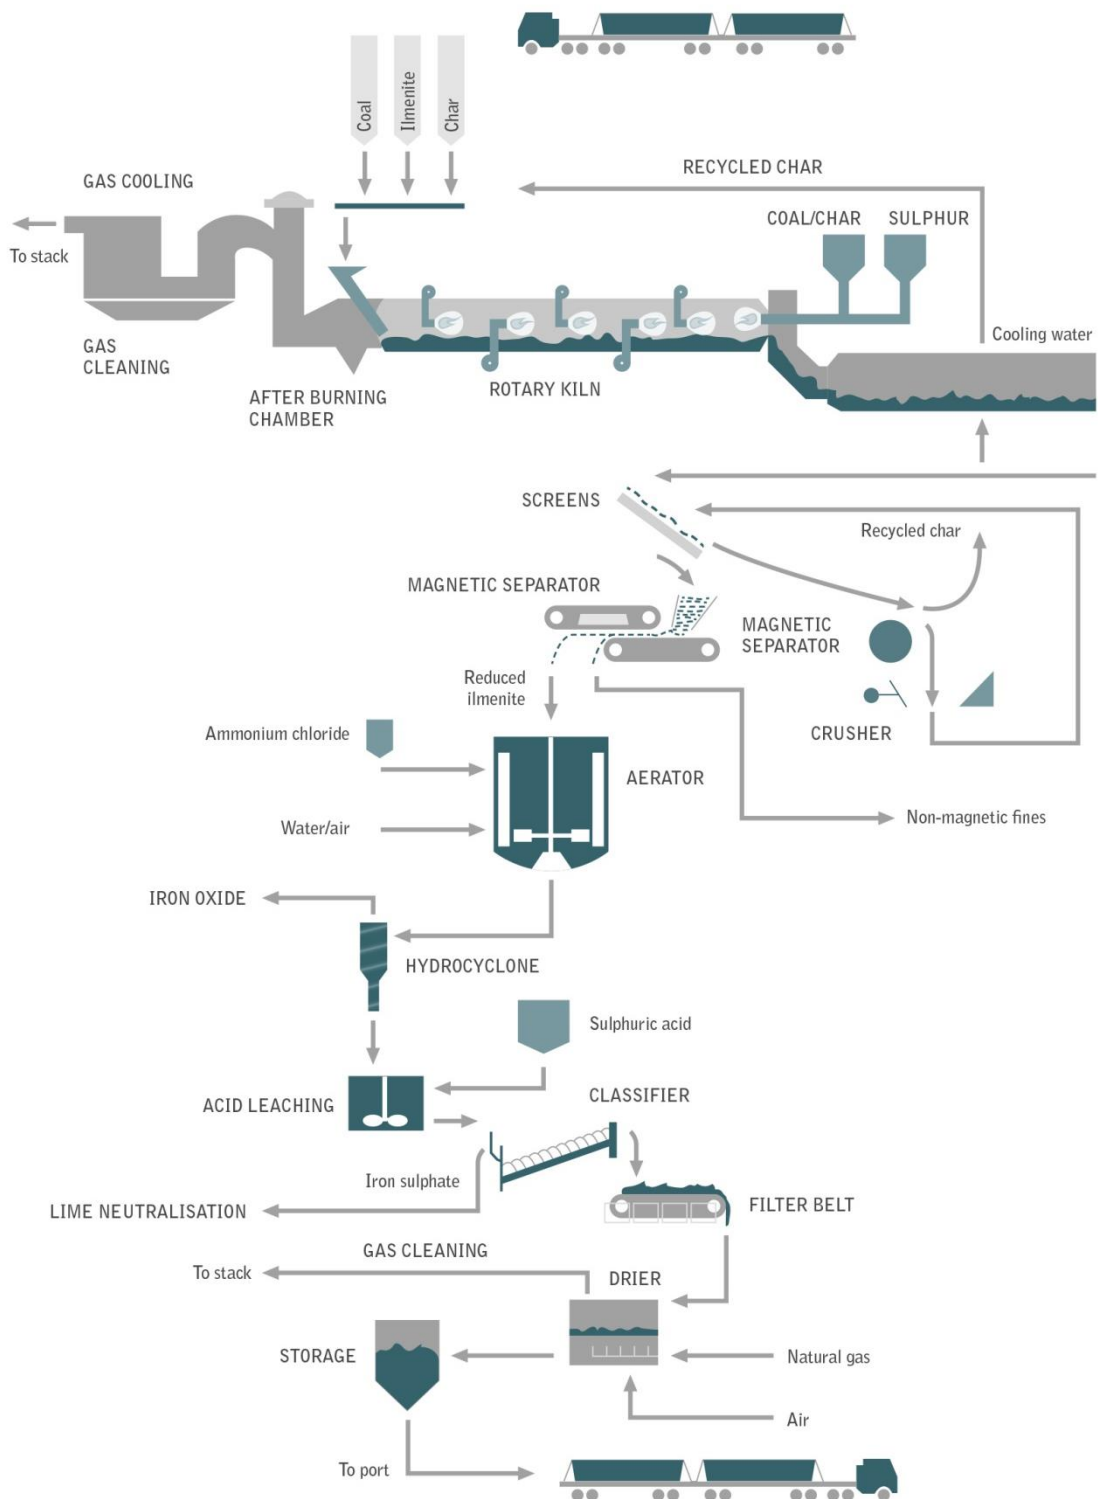 Coal
Ilmenite
Char
GAS COOLING
RECYCLED CHAR
COAL/CHAR
SULPHUR
To stack
Cooling water
GAS
CLEANING
AFTER BURNING
CHAMBER
ROTARY KILN
SCREENS
Recycled char
MAGNETIC SEPARATOR
MAGNETIC
SEPARATOR
Reduced
ilmenite
CRUSHER
Ammonium chloride
AERATOR
Water/air
Non-magnetic fines
IRON OXIDE
HYDROCYCLONE
Sulphuric acid
ACID LEACHING
CLASSIFIER
Iron sulphate
LIME NEUTRALISATION
FILTER BELT
GAS CLEANING
To stack
DRIER
STORAGE
Natural gas
Air
To port